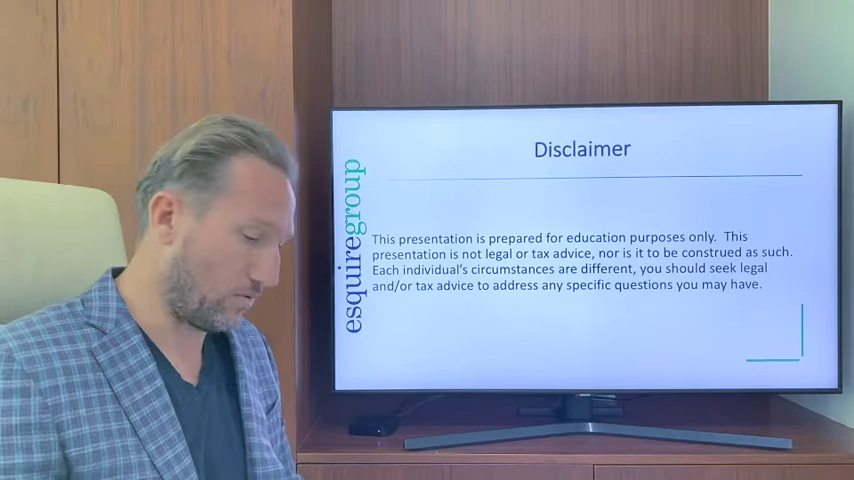 Disclaimer
esquiregroup
This presentation is prepared for education purposes only. This
presentation is not legal or tax advice, nor is it to be construed as such.
Each individual's circumstances are different, you should seek legal
and/or tax advice to address any specific questions you may have.